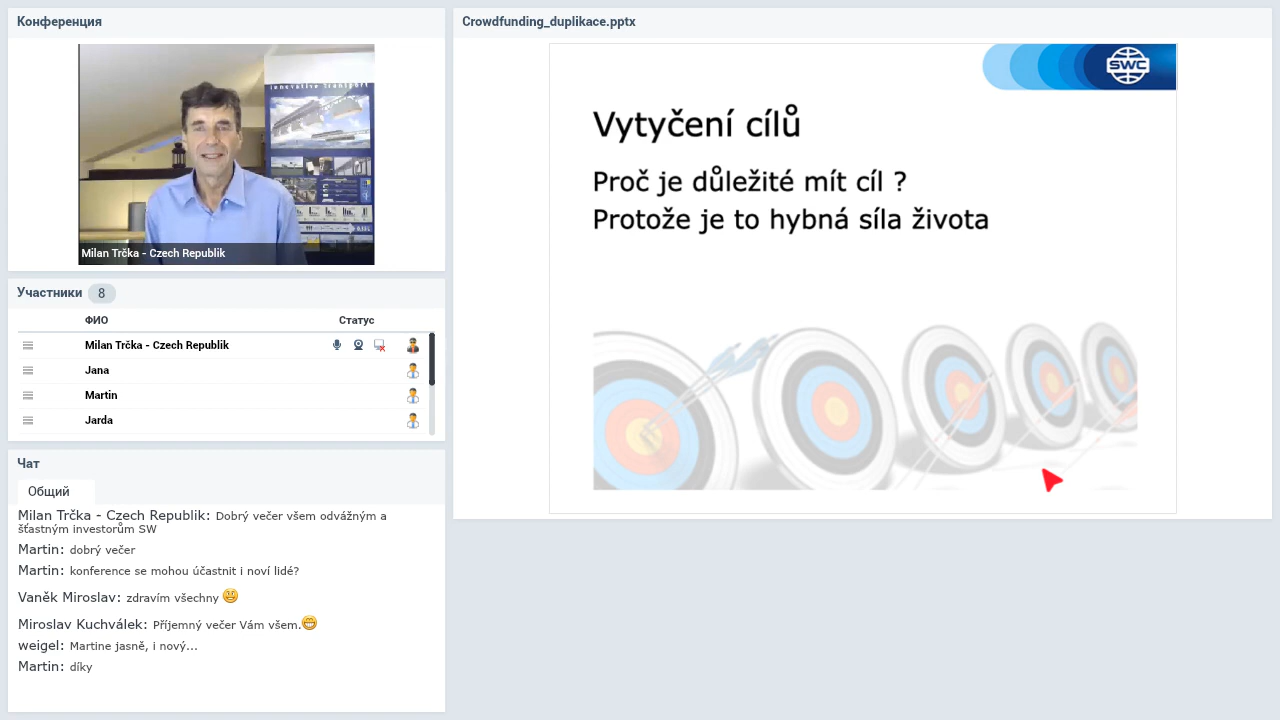 Конференция
innovative transport
Milan Trčka - Czech Republik
Участники 8
ФИО Статус
Milan Trčka - Czech Republik
Jana
Martin
Jarda
Чат
Общий
Milan Trčka - Czech Republik: Dobrý večer všem odvážným a
šťastným investorům SW
Martin: dobrý večer
Martin: konference se mohou účastnit i noví lidé?
Vaněk Miroslav: zdravím všechny
Miroslav Kuchválek: Příjemný večer Vám všem.
weigel: Martine jasně, i nový...
Martin: díky
Crowdfunding_duplikace.pptx
SWC
Vytyčení cílů
Proč je důležité mít cíl ?
Protože je to hybná síla života